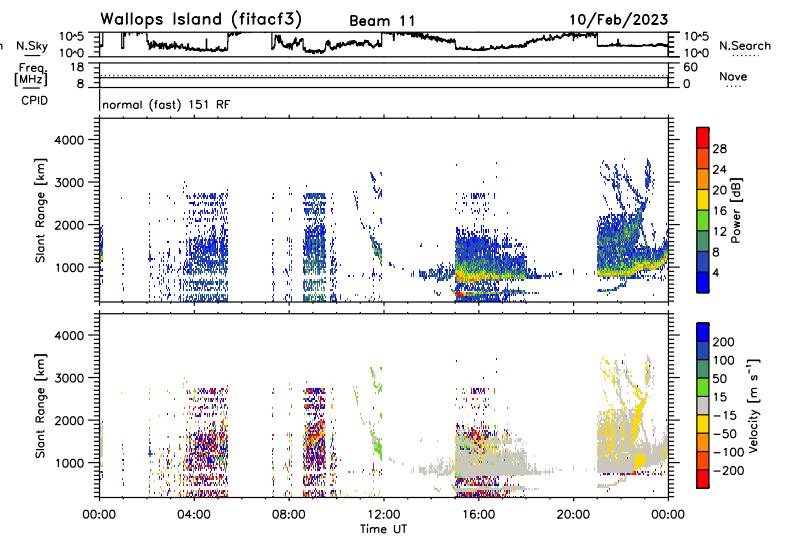 Wallops Island (fitacf3) Beam 11 10/Feb/2023
n N.Sky 10^5 10^0 10^5 10^0 N.Search
Freq. [MHz] 18 8 60 0 Nave
CPID normal (fast) 151 RF
Slant Range [km]
4000
3000
2000
1000
28
24
20
16
12
8
4
Power [dB]
Slant Range [km]
4000
3000
2000
1000
200
100
50
15
−15
−50
−100
−200
Velocity [m s⁻¹]
00:00 04:00 08:00 12:00 16:00 20:00 00:00
Time UT